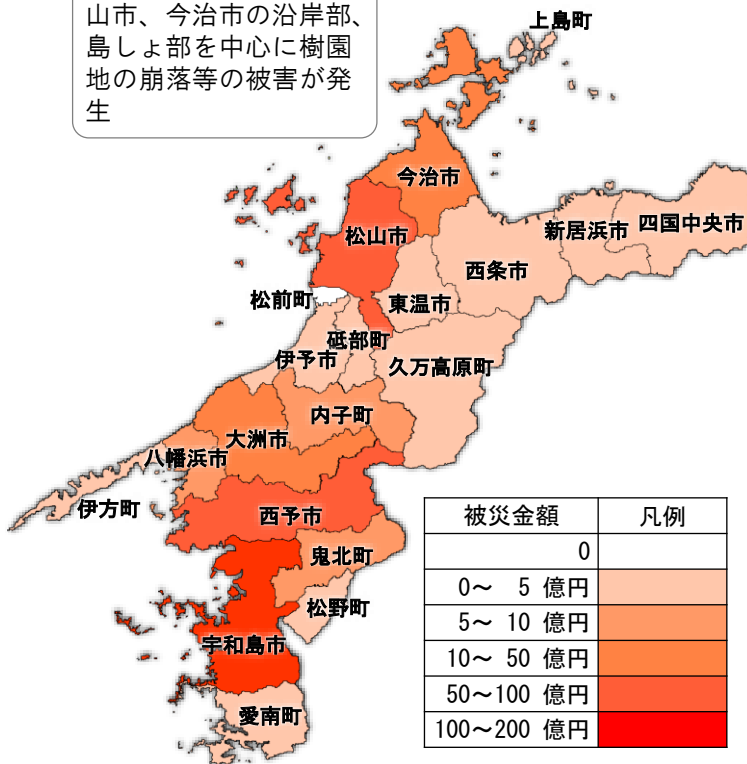 山市、今治市の沿岸部、
島しょ部を中心に樹園
地の崩落等の被害が発
生
上島町
今治市
松山市
新居浜市
四国中央市
西条市
東温市
松前町
砥部町
伊予市
久万高原町
内子町
大洲市
八幡浜市
伊方町
西予市
鬼北町
松野町
宇和島市
愛南町
被災金額 凡例
0
0～ 5 億円
5～ 10 億円
10～ 50 億円
50～100 億円
100～200 億円